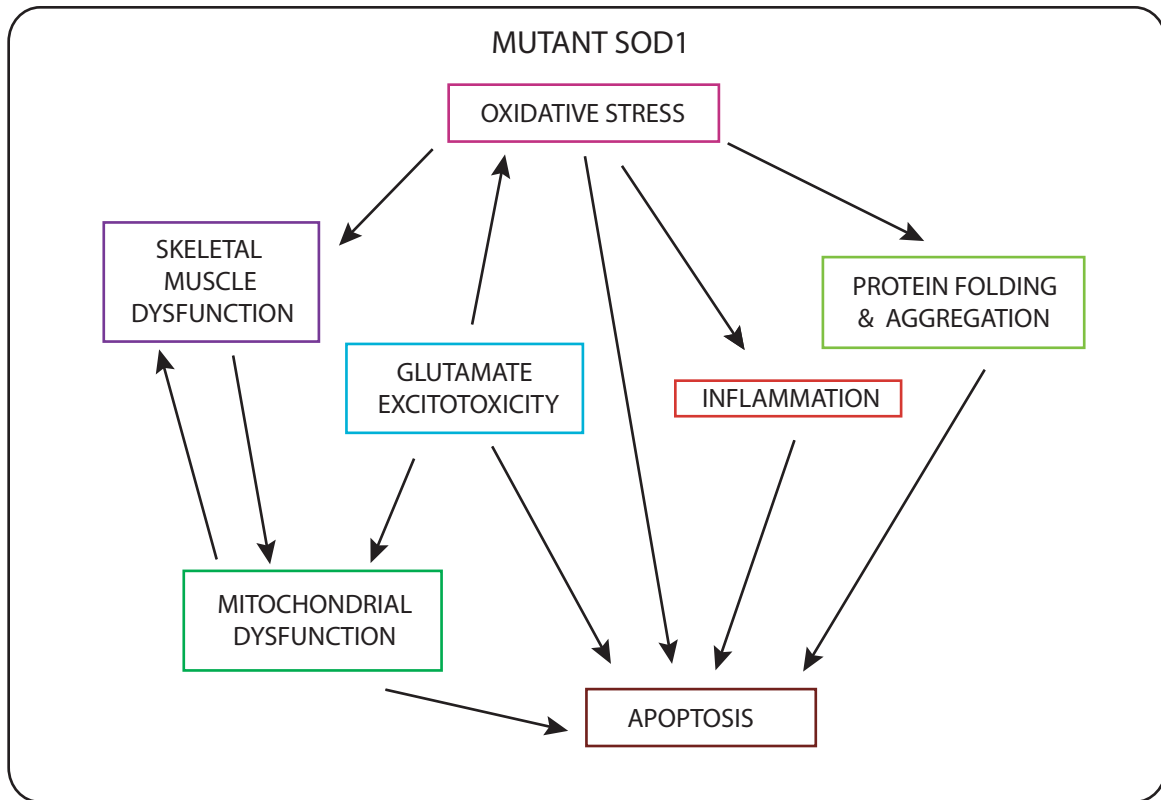 MUTANT SOD1
OXIDATIVE STRESS
SKELETAL
MUSCLE
DYSFUNCTION
PROTEIN FOLDING
& AGGREGATION
GLUTAMATE
EXCITOTOXICITY
INFLAMMATION
MITOCHONDRIAL
DYSFUNCTION
APOPTOSIS